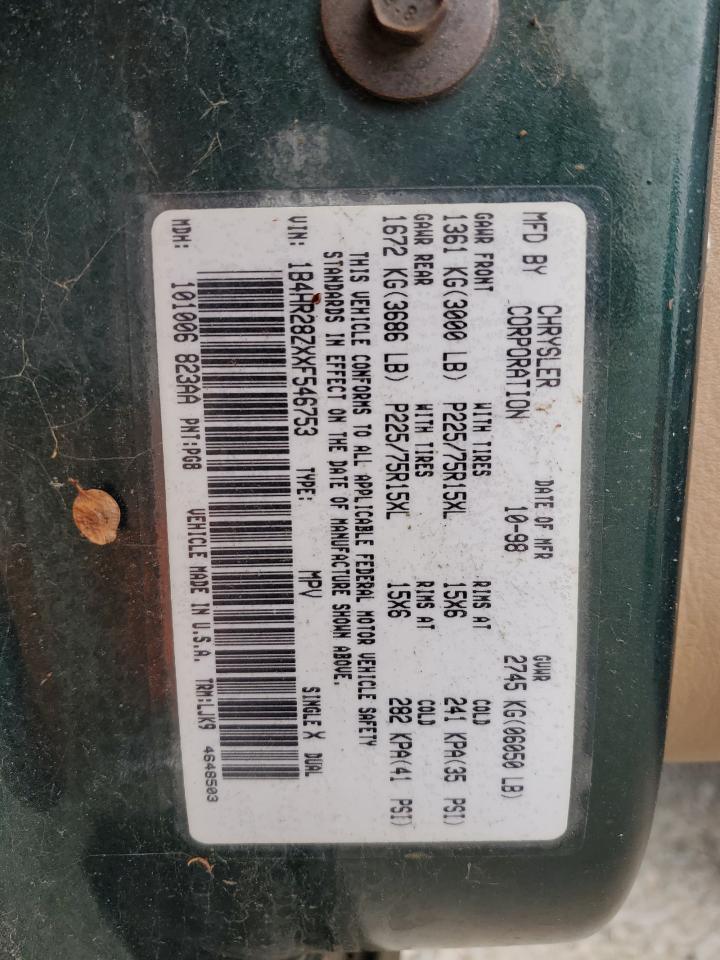 MFD BY CHRYSLER CORPORATION DATE OF MFR 10-98 GVWR 2745 KG(06050 LB)
GAWR FRONT WITH TIRES RIMS AT COLD
1361 KG(3000 LB) P225/75R15XL 15X6 241 KPA(35 PSI)
GAWR REAR WITH TIRES RIMS AT COLD
1672 KG(3686 LB) P225/75R15XL 15X6 282 KPA(41 PSI)
THIS VEHICLE CONFORMS TO ALL APPLICABLE FEDERAL MOTOR VEHICLE SAFETY
STANDARDS IN EFFECT ON THE DATE OF MANUFACTURE SHOWN ABOVE.
VIN: 1B4HR28ZXXF546753 TYPE: MPV SINGLE X DUAL
MDH: 101006 823AA PNT:PG8 VEHICLE MADE IN U.S.A. TRM:LJK9 4648503